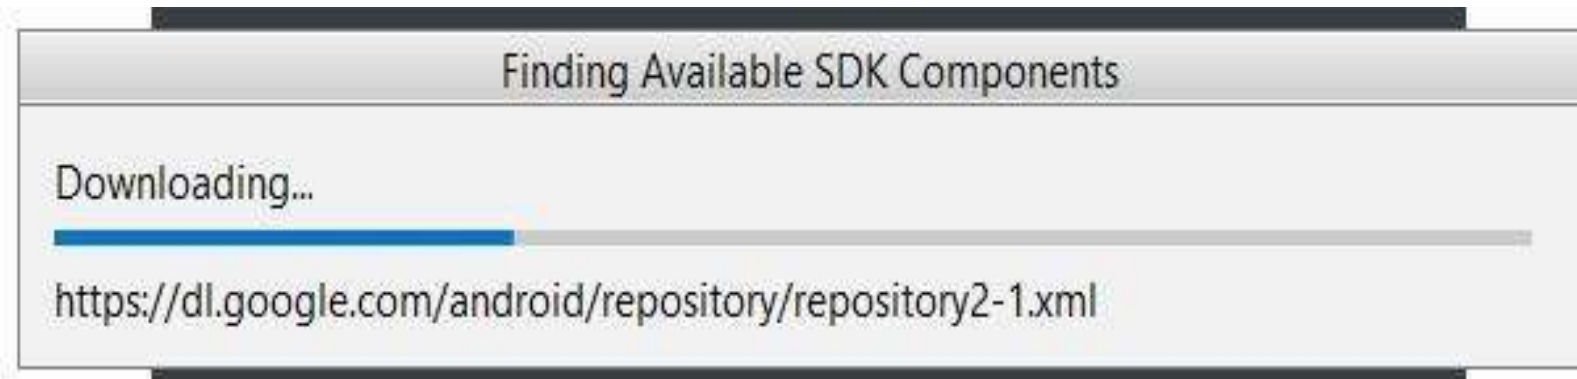 Finding Available SDK Components
Downloading...
https://dl.google.com/android/repository/repository2-1.xml